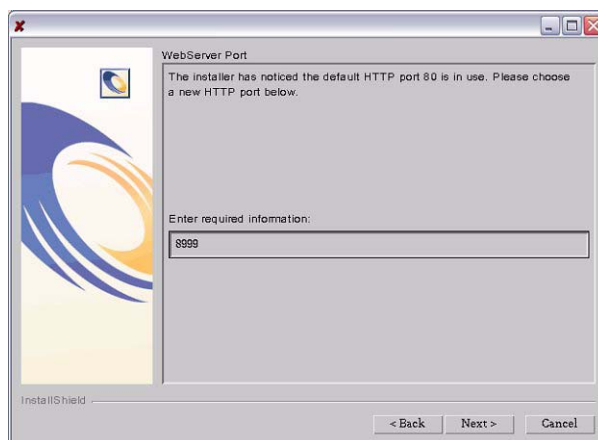 WebServer Port
The installer has noticed the default HTTP port 80 is in use. Please choose
a new HTTP port below.
Enter required information:
8999
InstallShield
< Back
Next >
Cancel